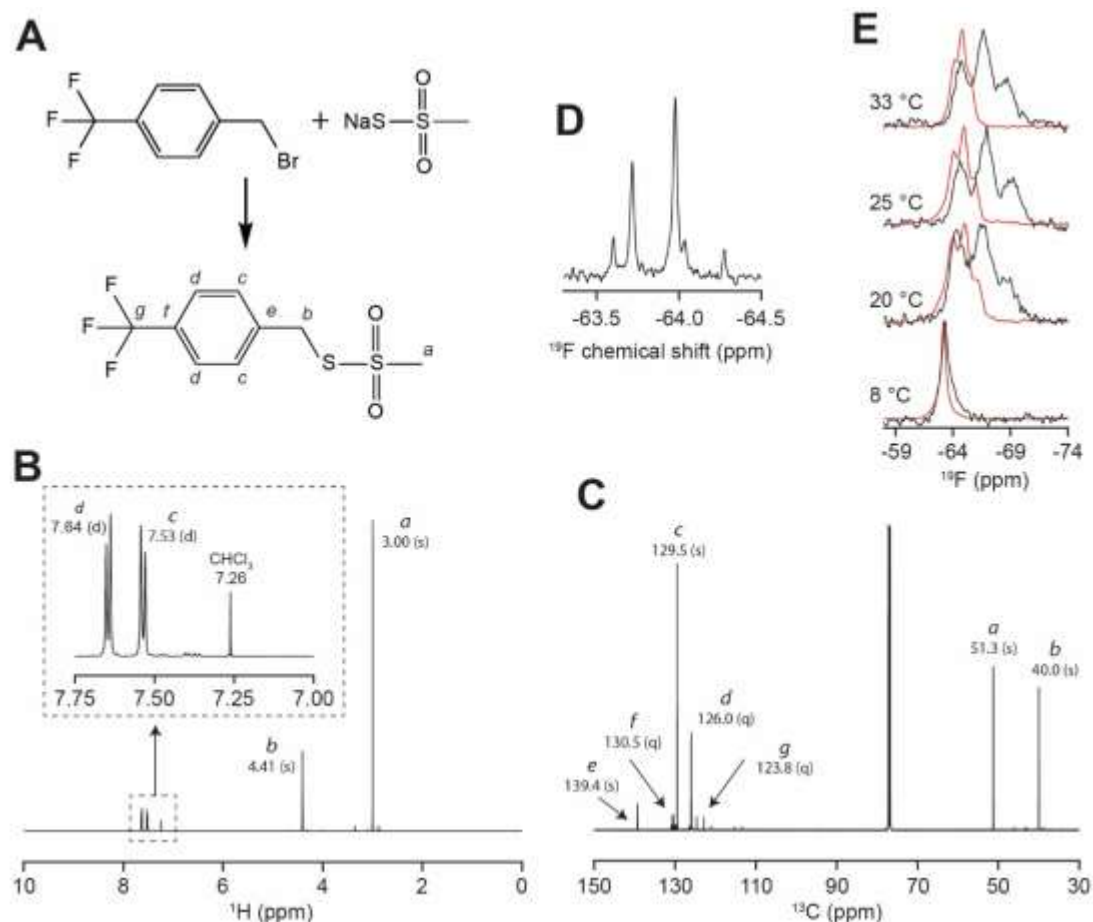 A
F
F
F
Br
+
NaS
O
S
O
F
F
F
g
f
d
d
c
c
e
b
S
O
S
O
a
B
d
7.64 (d)
c
7.53 (d)
CHCl3
7.26
7.75 7.50 7.25 7.00
a
3.00 (s)
b
4.41 (s)
10 8 6 4 2 0
1H (ppm)
C
c
129.5 (s)
f
130.5 (q)
e
139.4 (s)
d
126.0 (q)
g
123.8 (q)
a
51.3 (s)
b
40.0 (s)
150 130 110 90 70 50 30
13C (ppm)
D
-63.5 -64.0 -64.5
19F chemical shift (ppm)
E
33 °C
25 °C
20 °C
8 °C
-59 -64 -69 -74
19F (ppm)